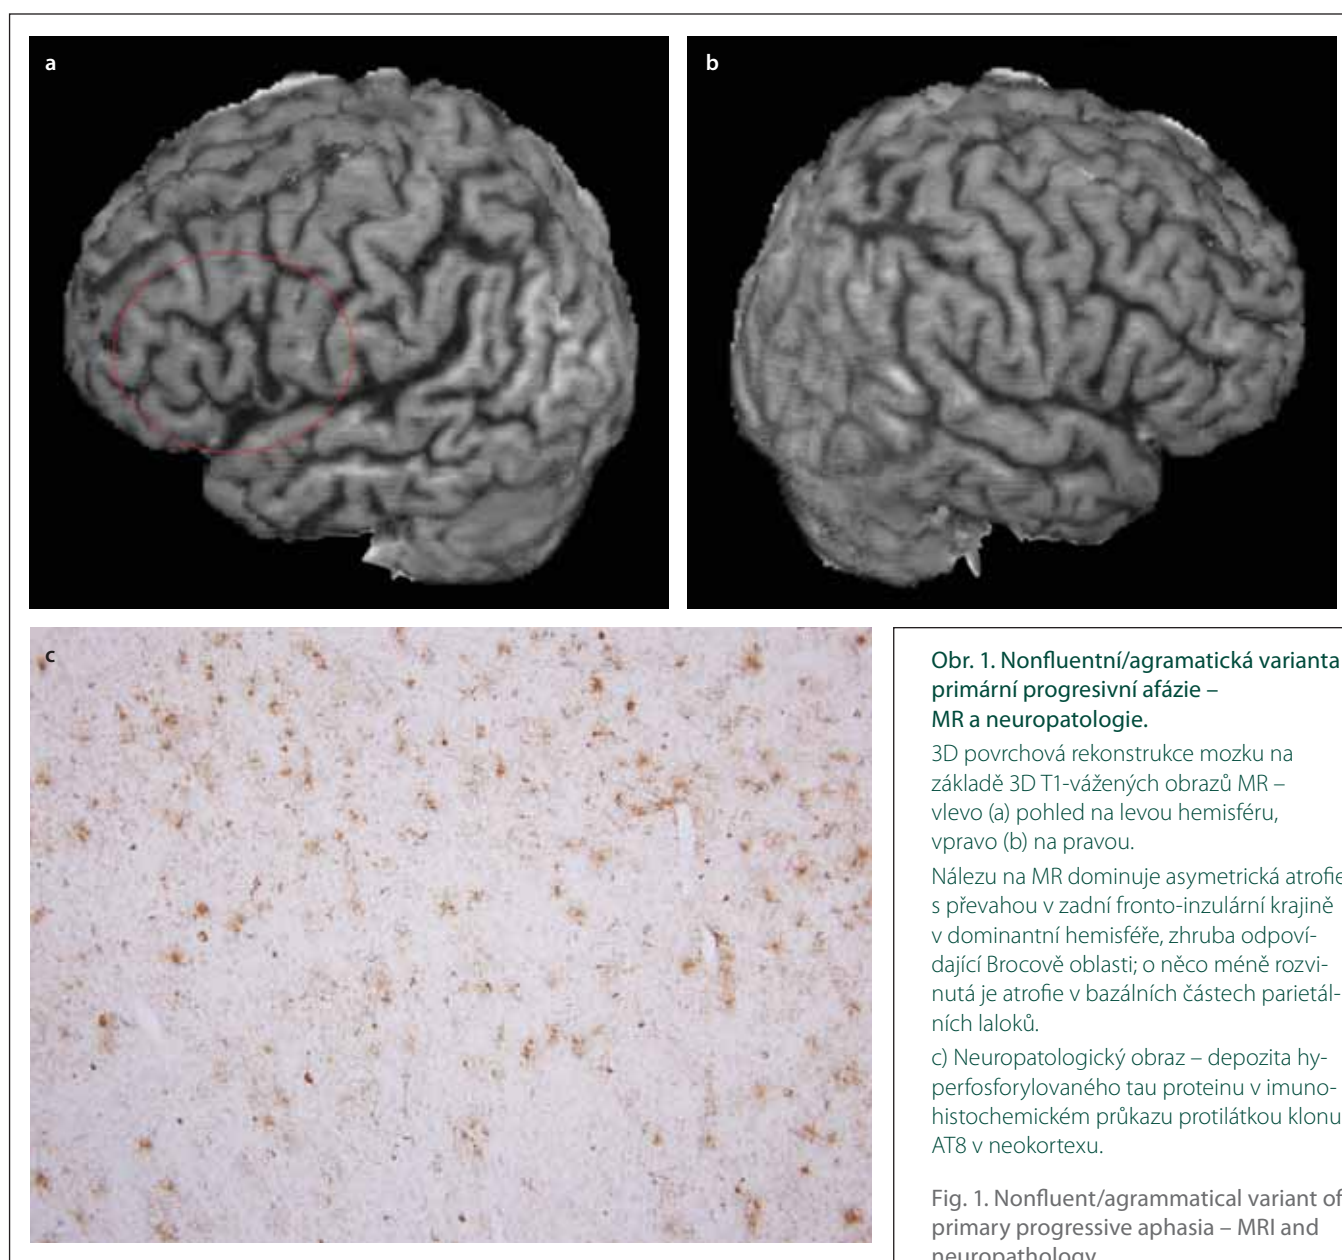 a
b
c
Obr. 1. Nonfluentní/agramatická varianta
primární progresivní afázie –
MR a neuropatologie.
3D povrchová rekonstrukce mozku na
základě 3D T1-vážených obrazů MR –
vlevo (a) pohled na levou hemisféru,
vpravo (b) na pravou.
Nálezu na MR dominuje asymetrická atrofie
s převahou v zadní fronto-inzulární krajině
v dominantní hemisféře, zhruba odpoví-
dající Brocově oblasti; o něco méně rozvi-
nutá je atrofie v bazálních částech parietál-
ních laloků.
c) Neuropatologický obraz – depozita hy-
perfosforylovaného tau proteinu v imuno-
histochemickém průkazu protilátkou klonu
AT8 v neokortexu.
Fig. 1. Nonfluent/agrammatical variant of
primary progressive aphasia – MRI and
neuropathology.